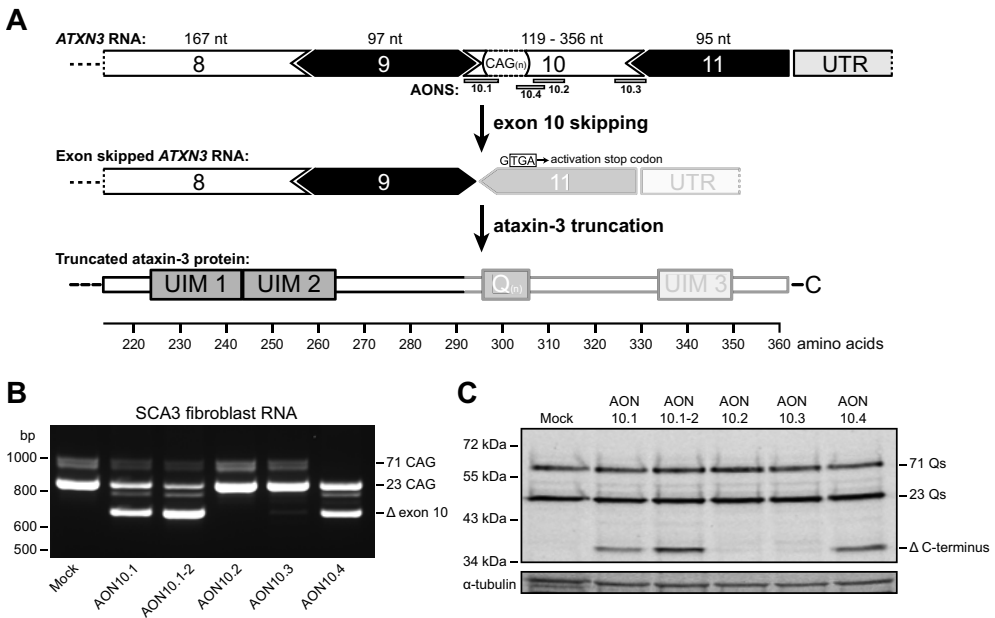 A
ATXN3 RNA: 167 nt 97 nt 119 - 356 nt 95 nt
8 9 CAG(n) 10 11 UTR
AONS: 10.1 10.4 10.2 10.3
exon 10 skipping
Exon skipped ATXN3 RNA: GTGA activation stop codon
8 9 11 UTR
ataxin-3 truncation
Truncated ataxin-3 protein:
UIM 1 UIM 2 Q(n) UIM 3 C
220 230 240 250 260 270 280 290 300 310 320 330 340 350 360 amino acids
B
SCA3 fibroblast RNA
bp
1000
800
600
500
71 CAG
23 CAG
Δ exon 10
Mock AON10.1 AON10.1-2 AON10.2 AON10.3 AON10.4
C
Mock AON 10.1 AON 10.1-2 AON 10.2 AON 10.3 AON 10.4
72 kDa
55 kDa
43 kDa
34 kDa
71 Qs
23 Qs
Δ C-terminus
α-tubulin